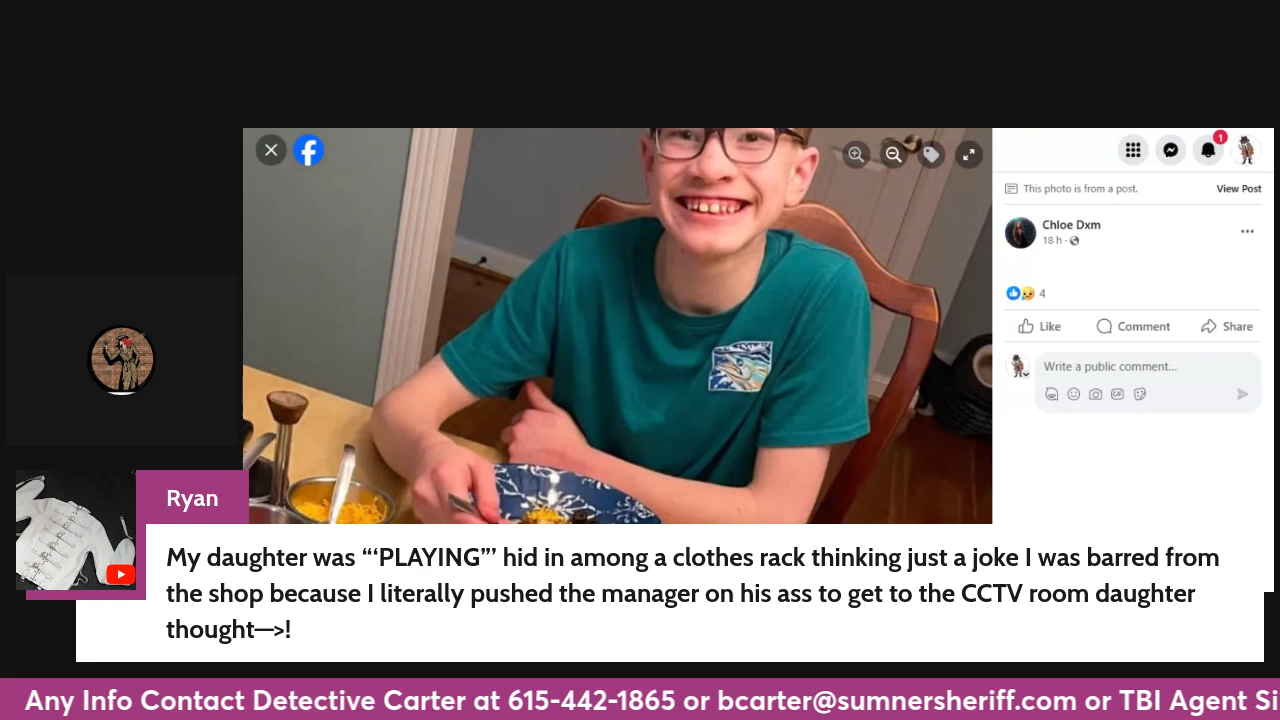 1
This photo is from a post.
View Post
Chloe Dxm
18 h ·
4
Like
Comment
Share
Write a public comment...
GIF
Ryan
My daughter was “‘PLAYING”’ hid in among a clothes rack thinking just a joke I was barred from
the shop because I literally pushed the manager on his ass to get to the CCTV room daughter
thought—>!
Any Info Contact Detective Carter at 615-442-1865 or bcarter@sumnersheriff.com or TBI Agent Si